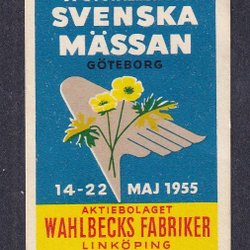 SVENSKA
MÄSSAN
GÖTEBORG
14-22 MAJ 1955
AKTIEBOLAGET
WAHLBECKS FABRIKER
LINKÖPING